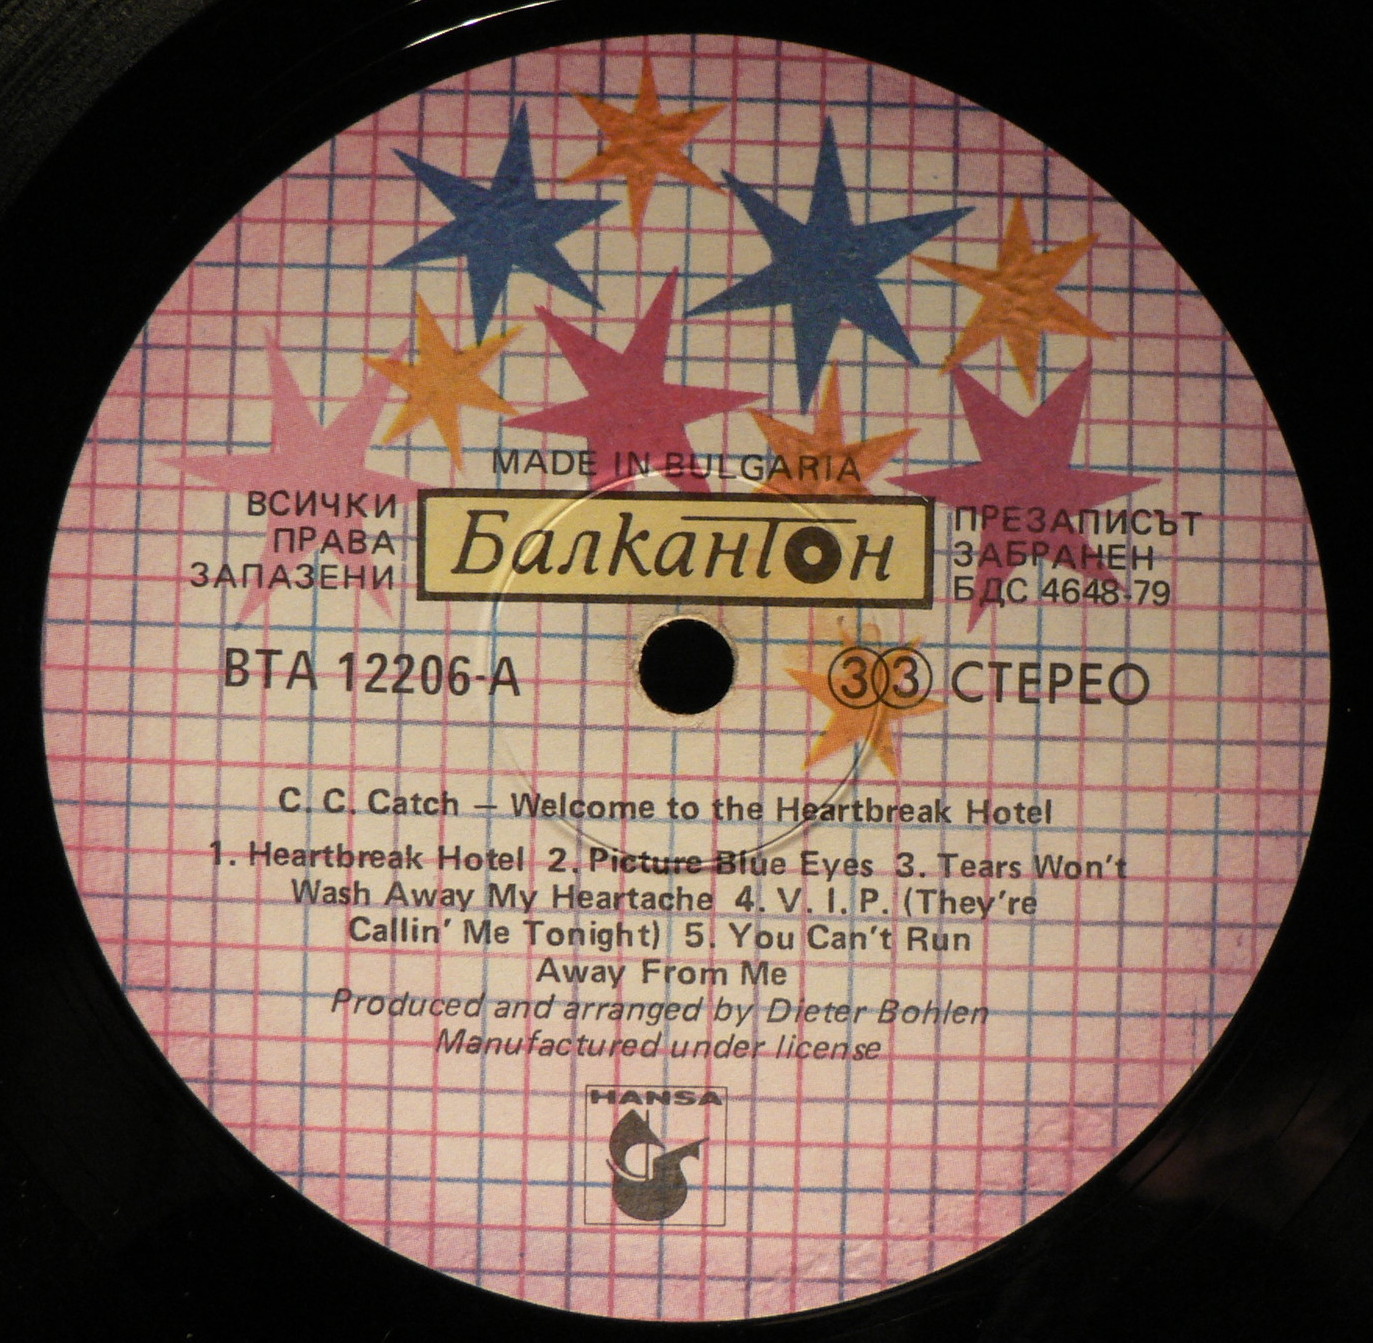 MADE IN BULGARIA
ВСИЧКИ
ПРАВА
ЗАПАЗЕНИ
Балкантон
ПРЕЗАПИСЪТ
ЗАБРАНЕН
БДС 4648-79
ВТА 12206-А
33 СТЕРЕО
C. C. Catch – Welcome to the Heartbreak Hotel
1. Heartbreak Hotel 2. Picture Blue Eyes 3. Tears Won't
Wash Away My Heartache 4. V. I. P. (They're
Callin' Me Tonight) 5. You Can't Run
Away From Me
Produced and arranged by Dieter Bohlen
Manufactured under license
HANSA